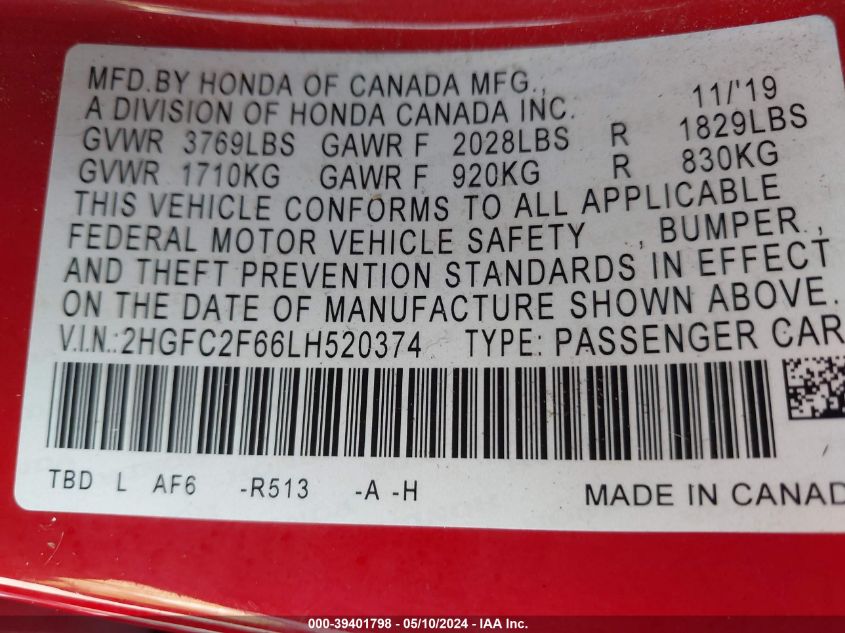 MFD.BY HONDA OF CANADA MFG.,
A DIVISION OF HONDA CANADA INC. 11/'19
GVWR 3769LBS GAWR F 2028LBS R 1829LBS
GVWR 1710KG GAWR F 920KG R 830KG
THIS VEHICLE CONFORMS TO ALL APPLICABLE
FEDERAL MOTOR VEHICLE SAFETY , BUMPER ,
AND THEFT PREVENTION STANDARDS IN EFFECT
ON THE DATE OF MANUFACTURE SHOWN ABOVE.
V.I.N.:2HGFC2F66LH520374 TYPE: PASSENGER CAR
TBD L AF6 -R513 -A -H MADE IN CANAD
000-39401798 - 05/10/2024 - IAA Inc.